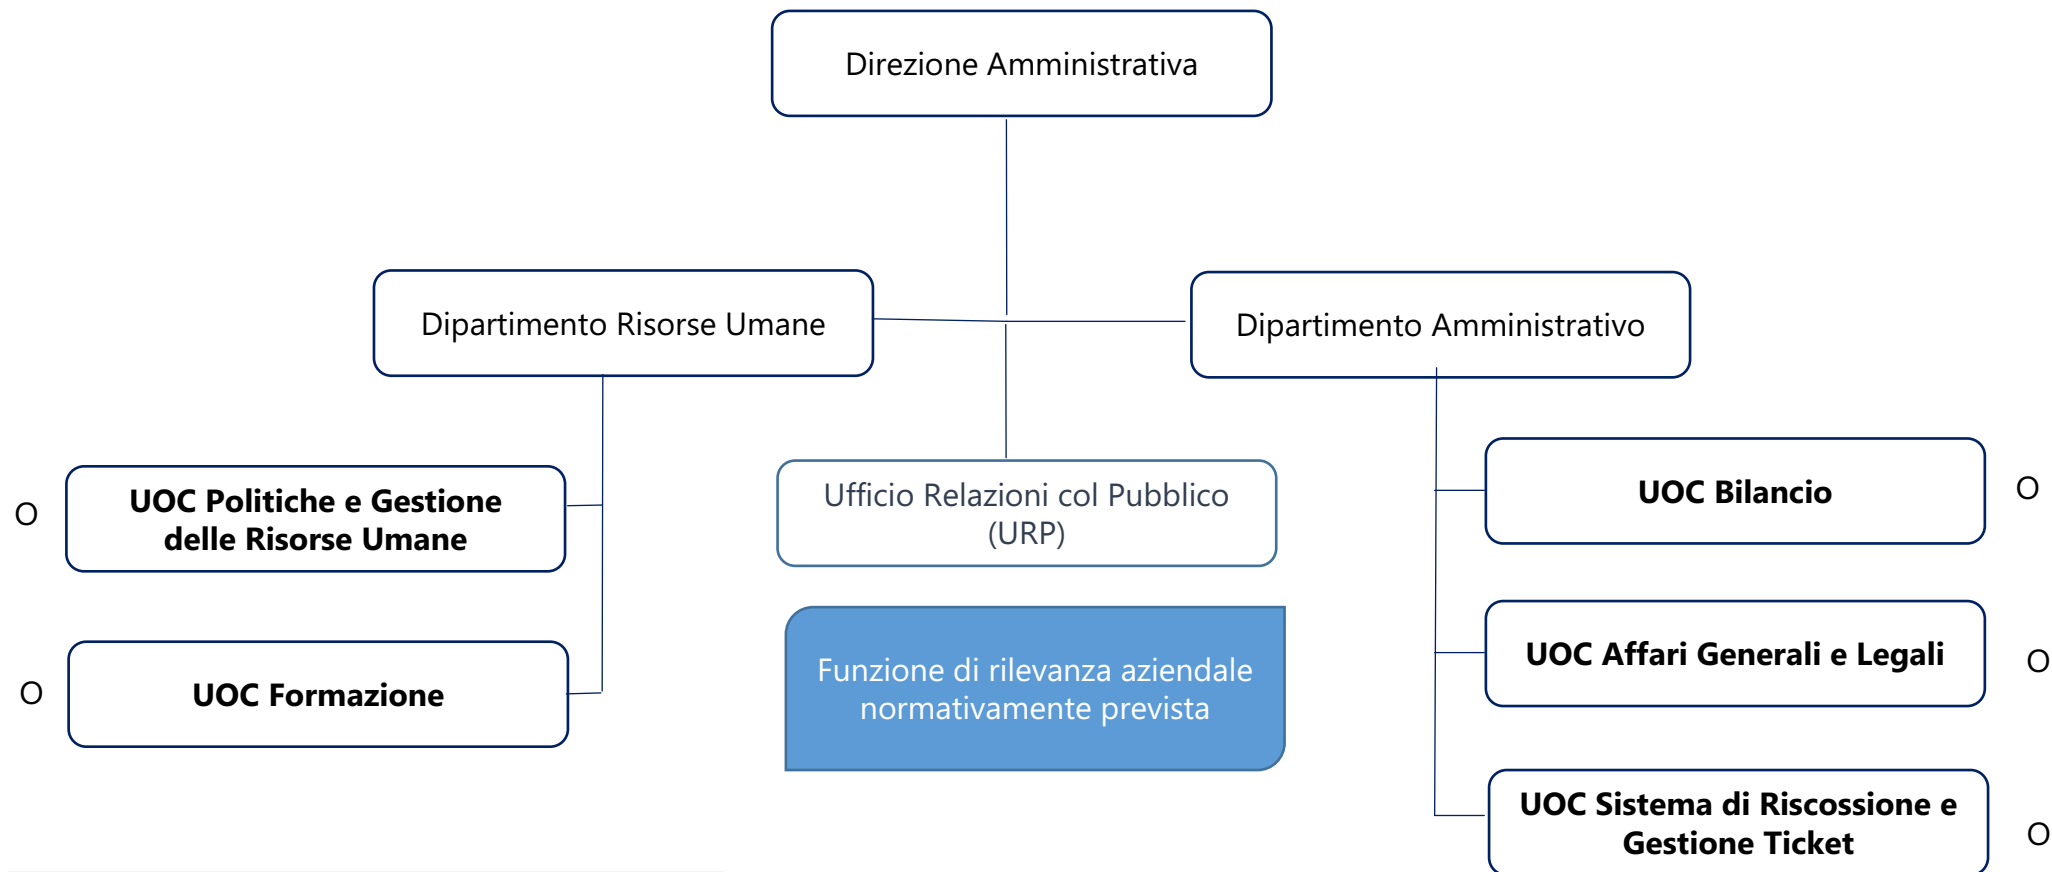 Direzione Amministrativa
Dipartimento Risorse Umane
Dipartimento Amministrativo
O
UOC Politiche e Gestione
delle Risorse Umane
Ufficio Relazioni col Pubblico
(URP)
UOC Bilancio
O
O
UOC Formazione
Funzione di rilevanza aziendale
normativamente prevista
UOC Affari Generali e Legali
O
UOC Sistema di Riscossione e
Gestione Ticket
O